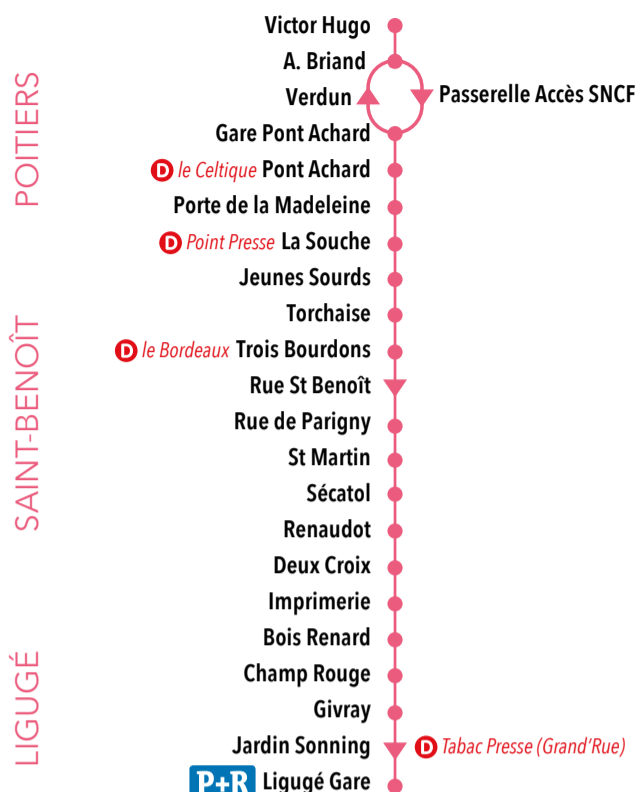 Victor Hugo
A. Briand
Verdun Passerelle Accès SNCF
Gare Pont Achard
POITIERS
D le Celtique Pont Achard
Porte de la Madeleine
D Point Presse La Souche
Jeunes Sourds
Torchaise
D le Bordeaux Trois Bourdons
Rue St Benoît
SAINT-BENOÎT
Rue de Parigny
St Martin
Sécatol
Renaudot
Deux Croix
Imprimerie
Bois Renard
Champ Rouge
LIGUGÉ
Givray
Jardin Sonning D Tabac Presse (Grand'Rue)
P+R Ligugé Gare